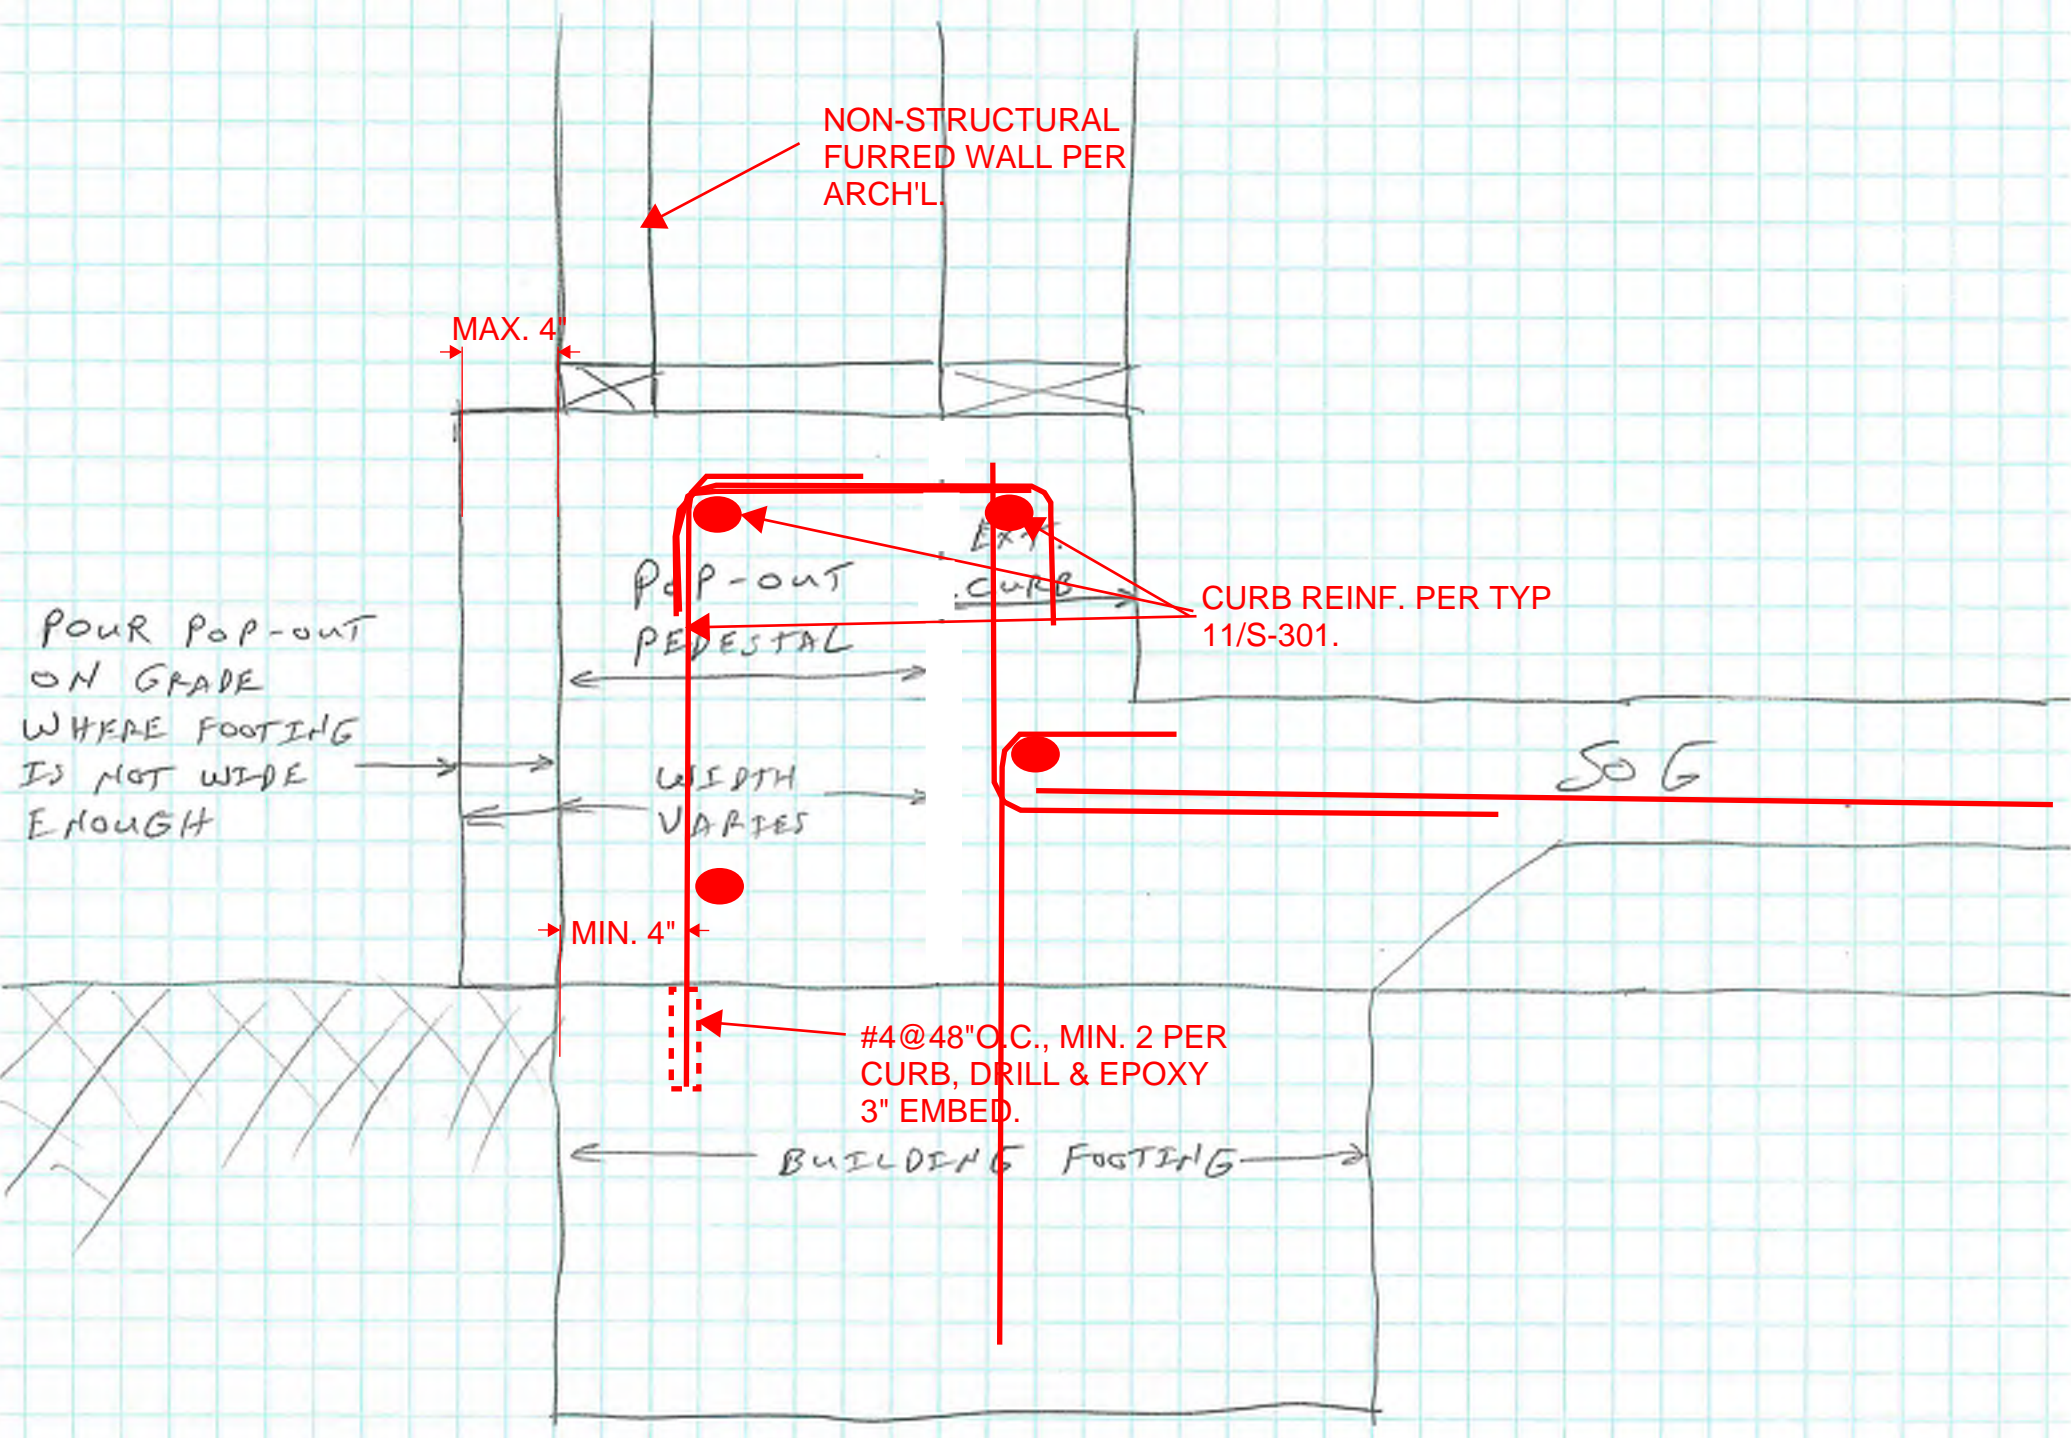 NON-STRUCTURAL
FURRED WALL PER
ARCH'L.
MAX. 4"
EXT.
CURB
POP-OUT
PEDESTAL
CURB REINF. PER TYP
11/S-301.
POUR POP-OUT
ON GRADE
WHERE FOOTING
IS NOT WIDE
ENOUGH
WIDTH
VARIES
SOG
MIN. 4"
#4@48"O.C., MIN. 2 PER
CURB, DRILL & EPOXY
3" EMBED.
BUILDING FOOTING